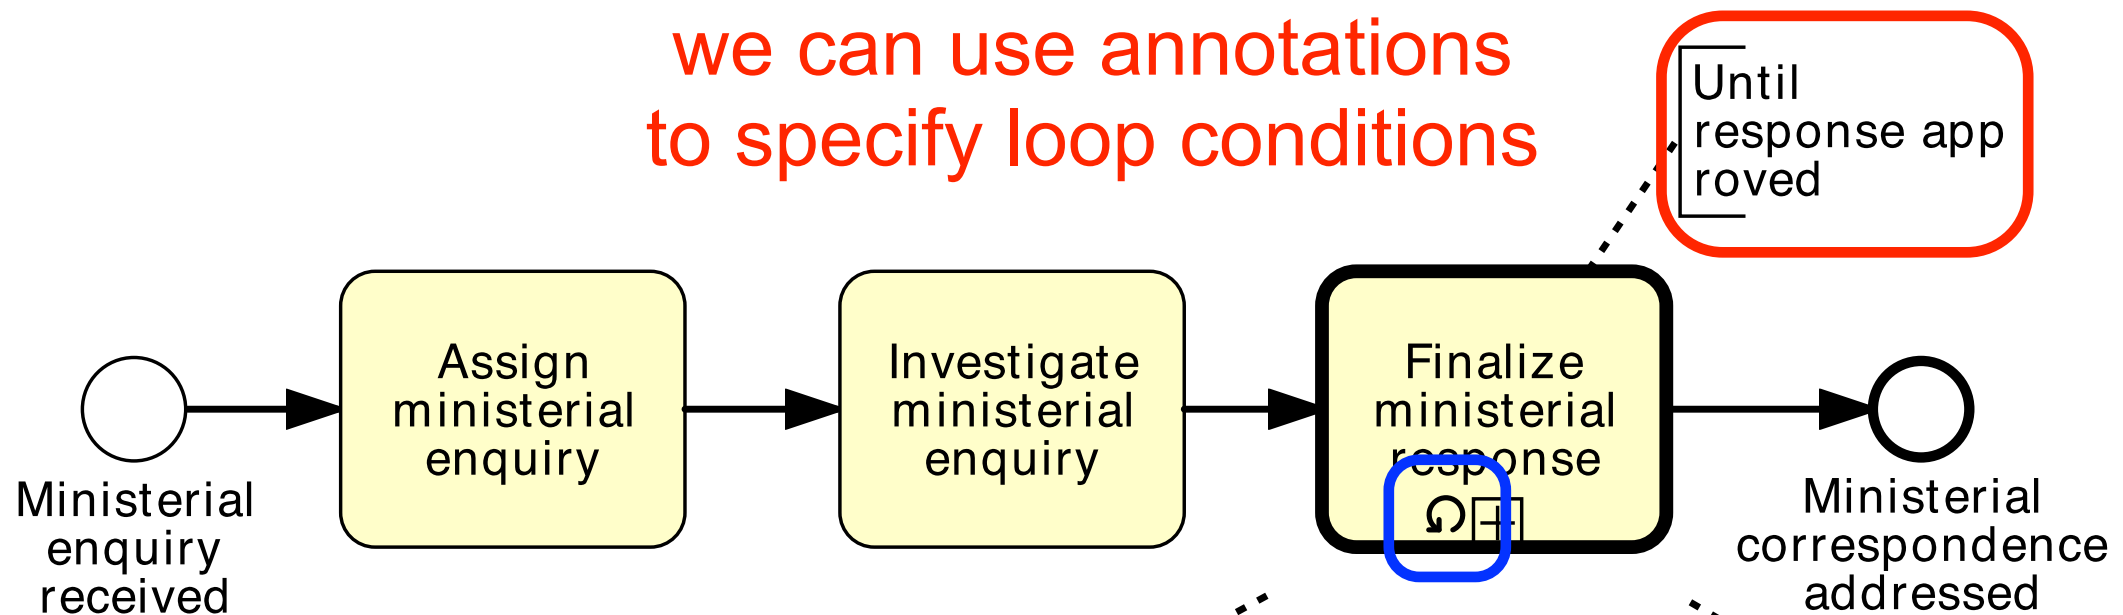 we can use annotations
to specify loop conditions
Until
response app
roved
Assign
ministerial
enquiry
Investigate
ministerial
enquiry
Finalize
ministerial
response
Ministerial
enquiry
received
Ministerial
correspondence
addressed